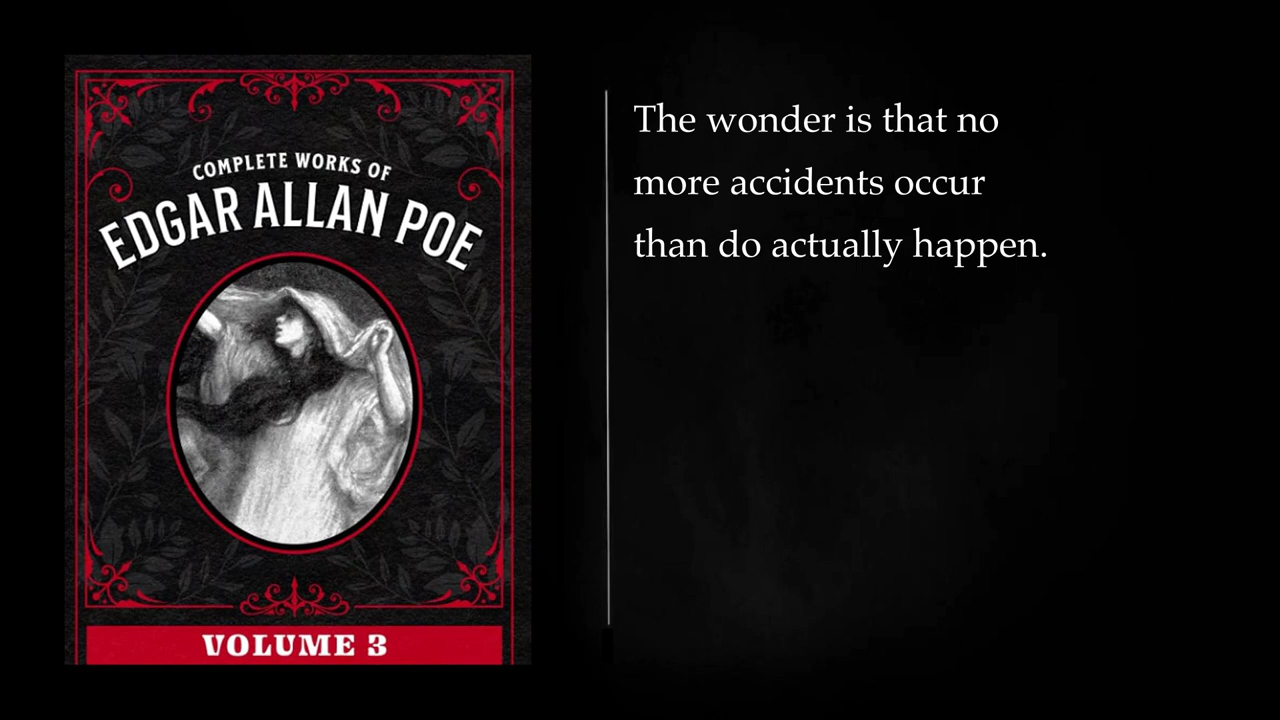 COMPLETE WORKS OF
EDGAR ALLAN POE
VOLUME 3
The wonder is that no
more accidents occur
than do actually happen.